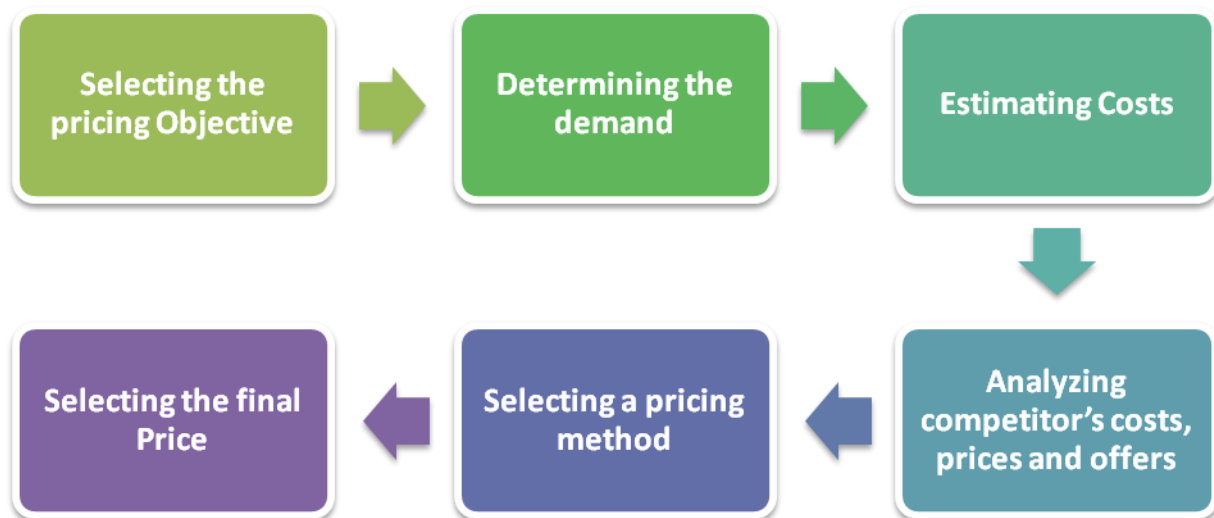 Selecting the
pricing Objective
Determining the
demand
Estimating Costs
Analyzing
competitor’s costs,
prices and offers
Selecting a pricing
method
Selecting the final
Price